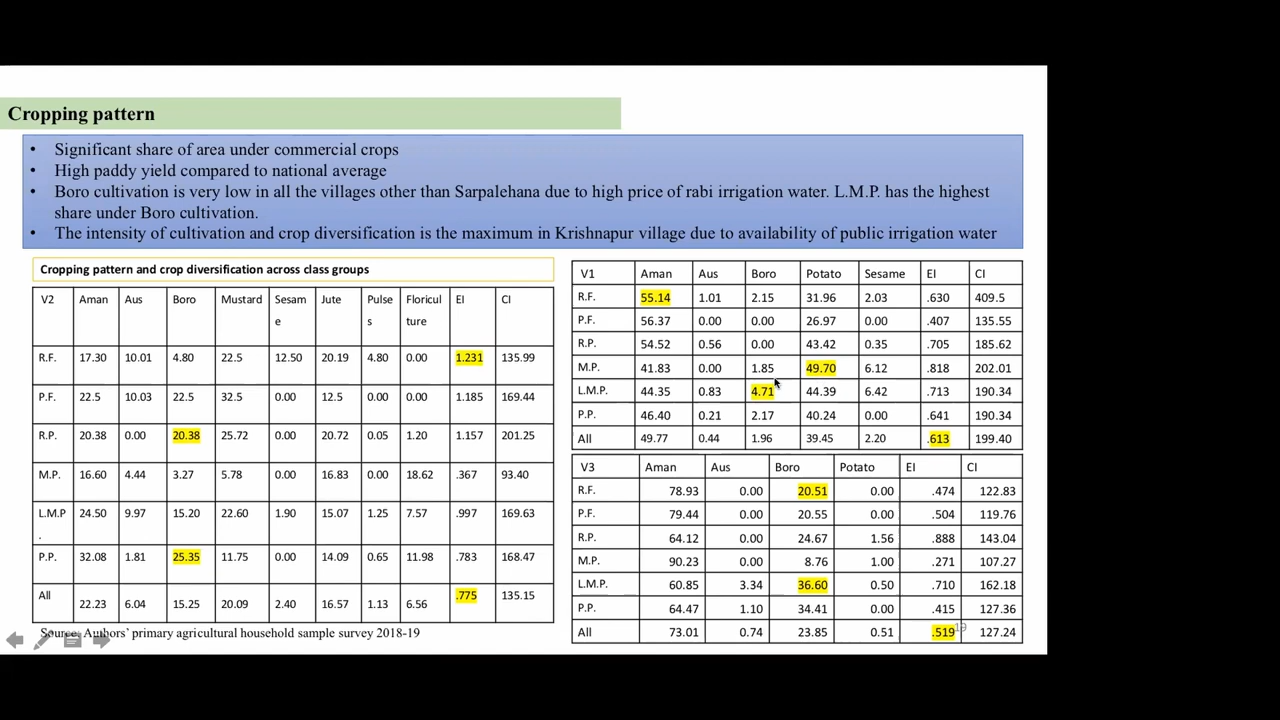 Cropping pattern
• Significant share of area under commercial crops
• High paddy yield compared to national average
• Boro cultivation is very low in all the villages other than Sarpalehana due to high price of rabi irrigation water. L.M.P. has the highest
share under Boro cultivation.
• The intensity of cultivation and crop diversification is the maximum in Krishnapur village due to availability of public irrigation water
Cropping pattern and crop diversification across class groups
V2 Aman Aus Boro Mustard Sesam Jute Pulse Floricul EI CI
e s ture
R.F. 17.30 10.01 4.80 22.5 12.50 20.19 4.80 0.00 1.231 135.99
P.F. 22.5 10.03 22.5 32.5 0.00 12.5 0.00 0.00 1.185 169.44
R.P. 20.38 0.00 20.38 25.72 0.00 20.72 0.05 1.20 1.157 201.25
M.P. 16.60 4.44 3.27 5.78 0.00 16.83 0.00 18.62 .367 93.40
L.M.P 24.50 9.97 15.20 22.60 1.90 15.07 1.25 7.57 .997 169.63
.
P.P. 32.08 1.81 25.35 11.75 0.00 14.09 0.65 11.98 .783 168.47
All 22.23 6.04 15.25 20.09 2.40 16.57 1.13 6.56 .775 135.15
Source: Authors' primary agricultural household sample survey 2018-19
V1 Aman Aus Boro Potato Sesame EI CI
R.F. 55.14 1.01 2.15 31.96 2.03 .630 409.5
P.F. 56.37 0.00 0.00 26.97 0.00 .407 135.55
R.P. 54.52 0.56 0.00 43.42 0.35 .705 185.62
M.P. 41.83 0.00 1.85 49.70 6.12 .818 202.01
L.M.P. 44.35 0.83 4.71 44.39 6.42 .713 190.34
P.P. 46.40 0.21 2.17 40.24 0.00 .641 190.34
All 49.77 0.44 1.96 39.45 2.20 .613 199.40
V3 Aman Aus Boro Potato EI CI
R.F. 78.93 0.00 20.51 0.00 .474 122.83
P.F. 79.44 0.00 20.55 0.00 .504 119.76
R.P. 64.12 0.00 24.67 1.56 .888 143.04
M.P. 90.23 0.00 8.76 1.00 .271 107.27
L.M.P. 60.85 3.34 36.60 0.50 .710 162.18
P.P. 64.47 1.10 34.41 0.00 .415 127.36
All 73.01 0.74 23.85 0.51 .519 127.24
19